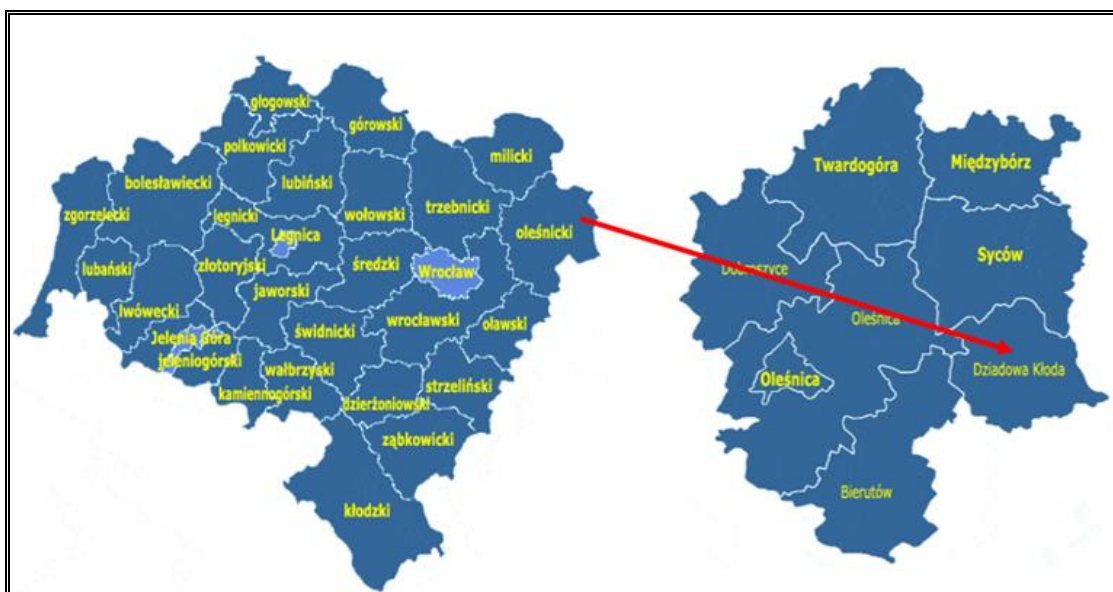 głogowski
górowski
polkowicki
milicki
bolesławiecki
lubiński
trzebnicki
zgorzelecki
legnicki
wołowski
Legnica
oleśnicki
lubański
złotoryjski
średzki
Wrocław
jaworski
lwówecki
wrocławski
oławski
Jelenia Góra
świdnicki
jeleniogórski
wałbrzyski
strzeliński
kamiennogórski
dzierżoniowski
ząbkowicki
kłodzki
Twardogóra
Międzybórz
Syców
Dobroszyce
Oleśnica
Dziadowa Kłoda
Oleśnica
Bierutów